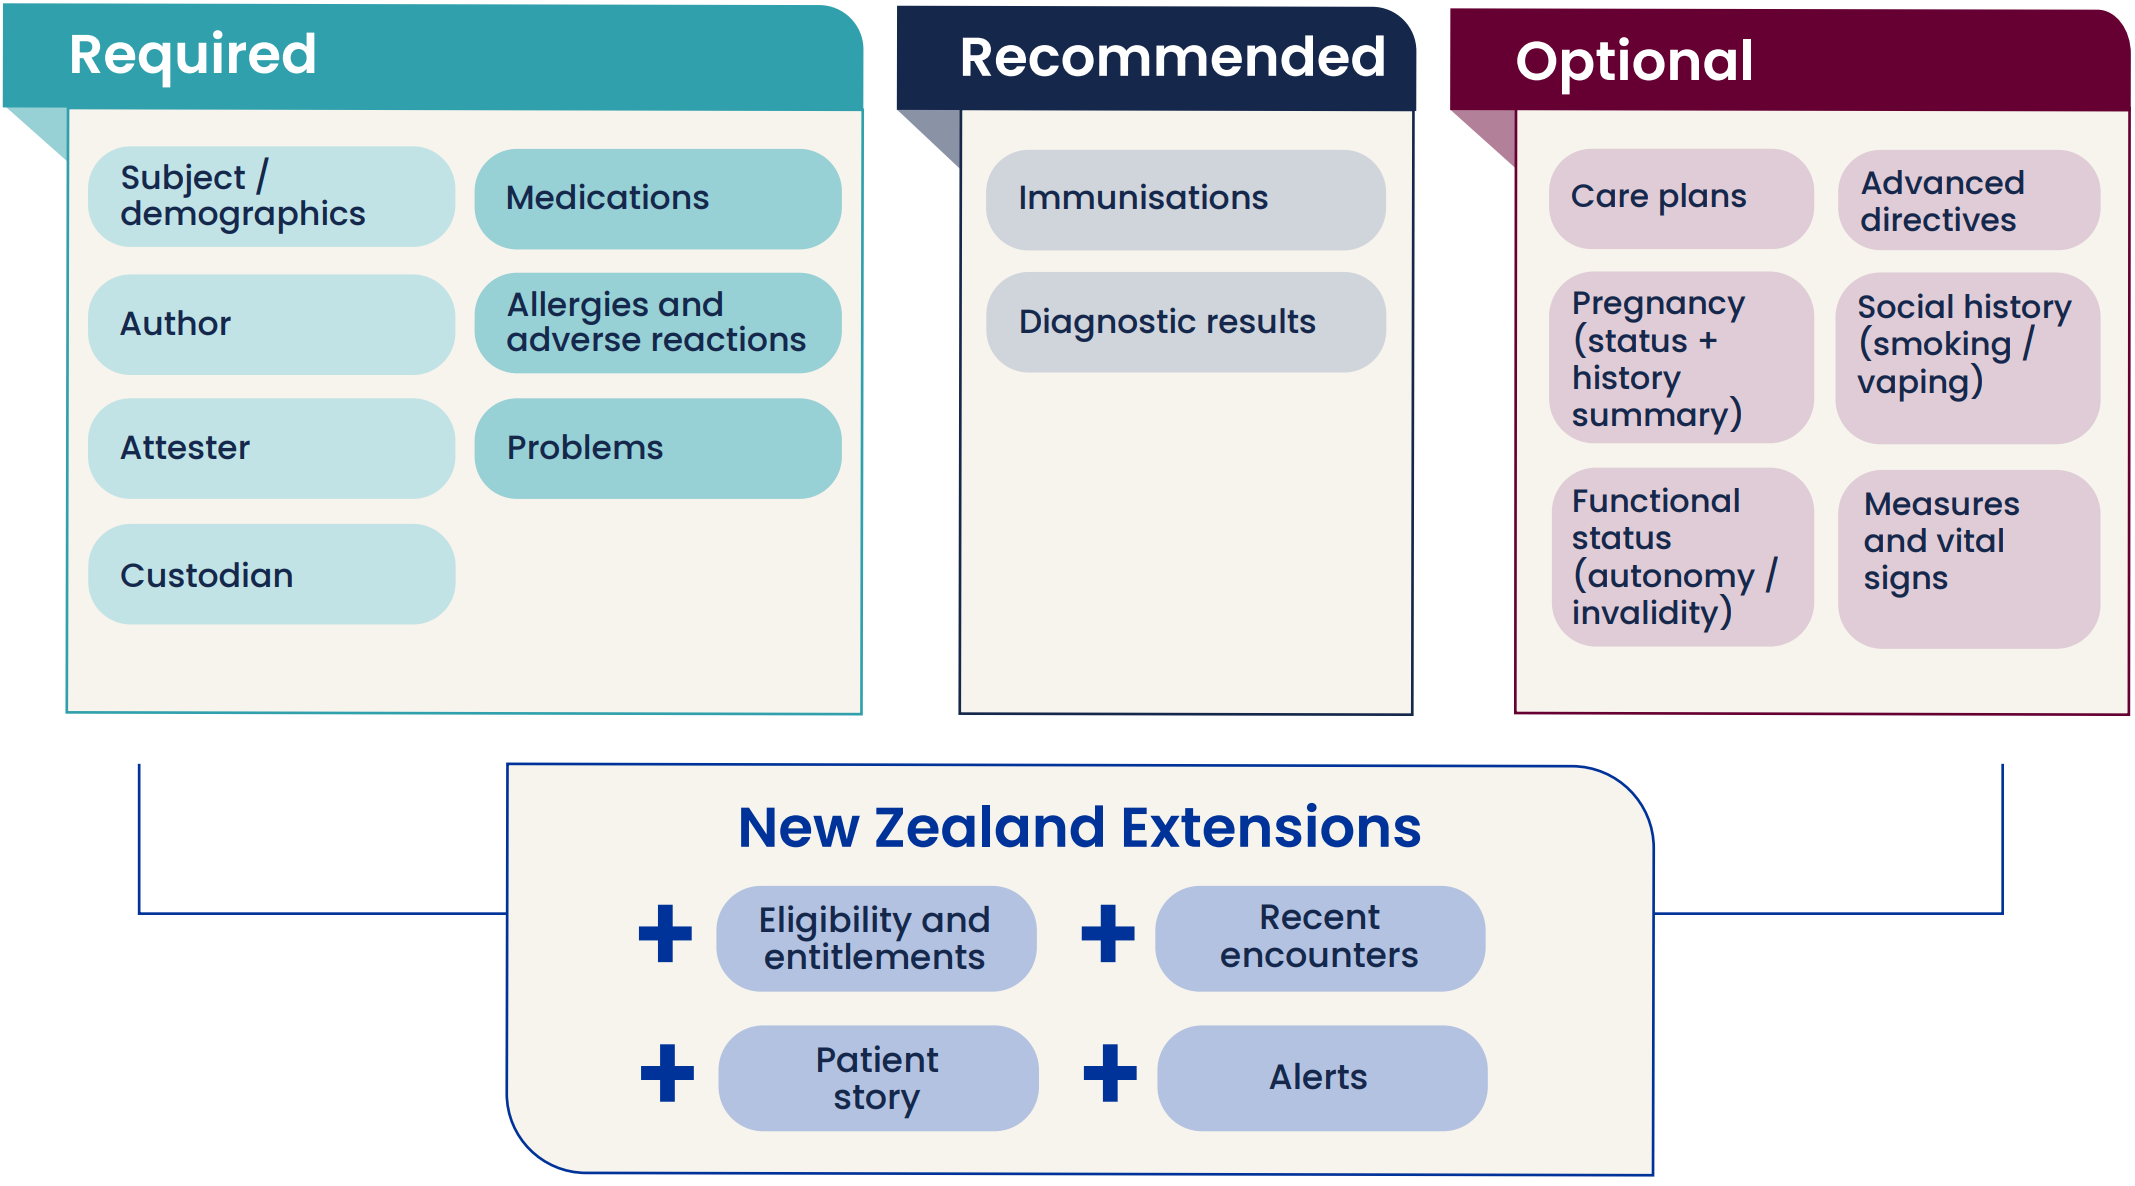 Required
Subject /
demographics
Author
Attester
Custodian
Medications
Allergies and
adverse reactions
Problems
Recommended
Immunisations
Diagnostic results
Optional
Care plans
Advanced
directives
Pregnancy
(status +
history
summary)
Social history
(smoking /
vaping)
Functional
status
(autonomy /
invalidity)
Measures
and vital
signs
New Zealand Extensions
+ Eligibility and
entitlements
+ Recent
encounters
+ Patient
story
+ Alerts